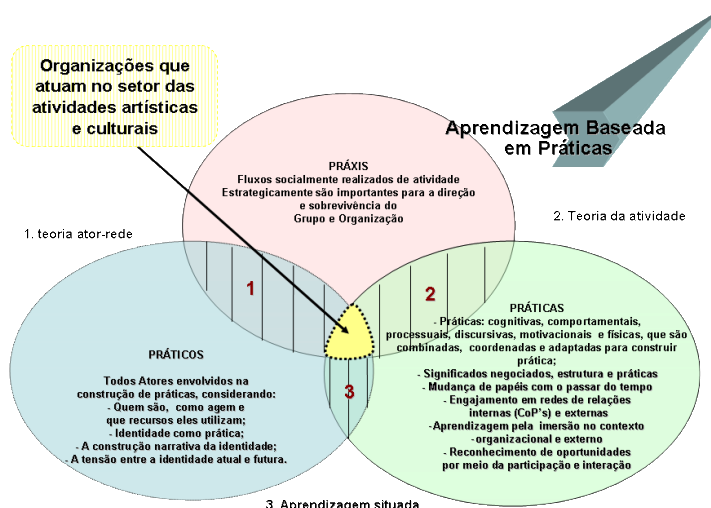 Organizações que
atuam no setor das
atividades artísticas
e culturais
Aprendizagem Baseada
em Práticas
PRÁXIS
Fluxos socialmente realizados de atividade
Estrategicamente são importantes para a direção
e sobrevivência do
Grupo e Organização
1. teoria ator-rede
2. Teoria da atividade
1
2
3
PRÁTICOS
Todos Atores envolvidos na
construção de práticas, considerando:
- Quem são, como agem e
que recursos eles utilizam;
- Identidade como prática;
- A construção narrativa da identidade;
- A tensão entre a identidade atual e futura.
PRÁTICAS
- Práticas: cognitivas, comportamentais,
processuais, discursivas, motivacionais e físicas, que são
combinadas, coordenadas e adaptadas para construir
prática;
- Significados negociados, estrutura e práticas
- Mudança de papéis com o passar do tempo
- Engajamento em redes de relações
internas (CoP's) e externas
-Aprendizagem pela imersão no contexto
-organizacional e externo
- Reconhecimento de oportunidades
por meio da participação e interação
3. Aprendizagem situada